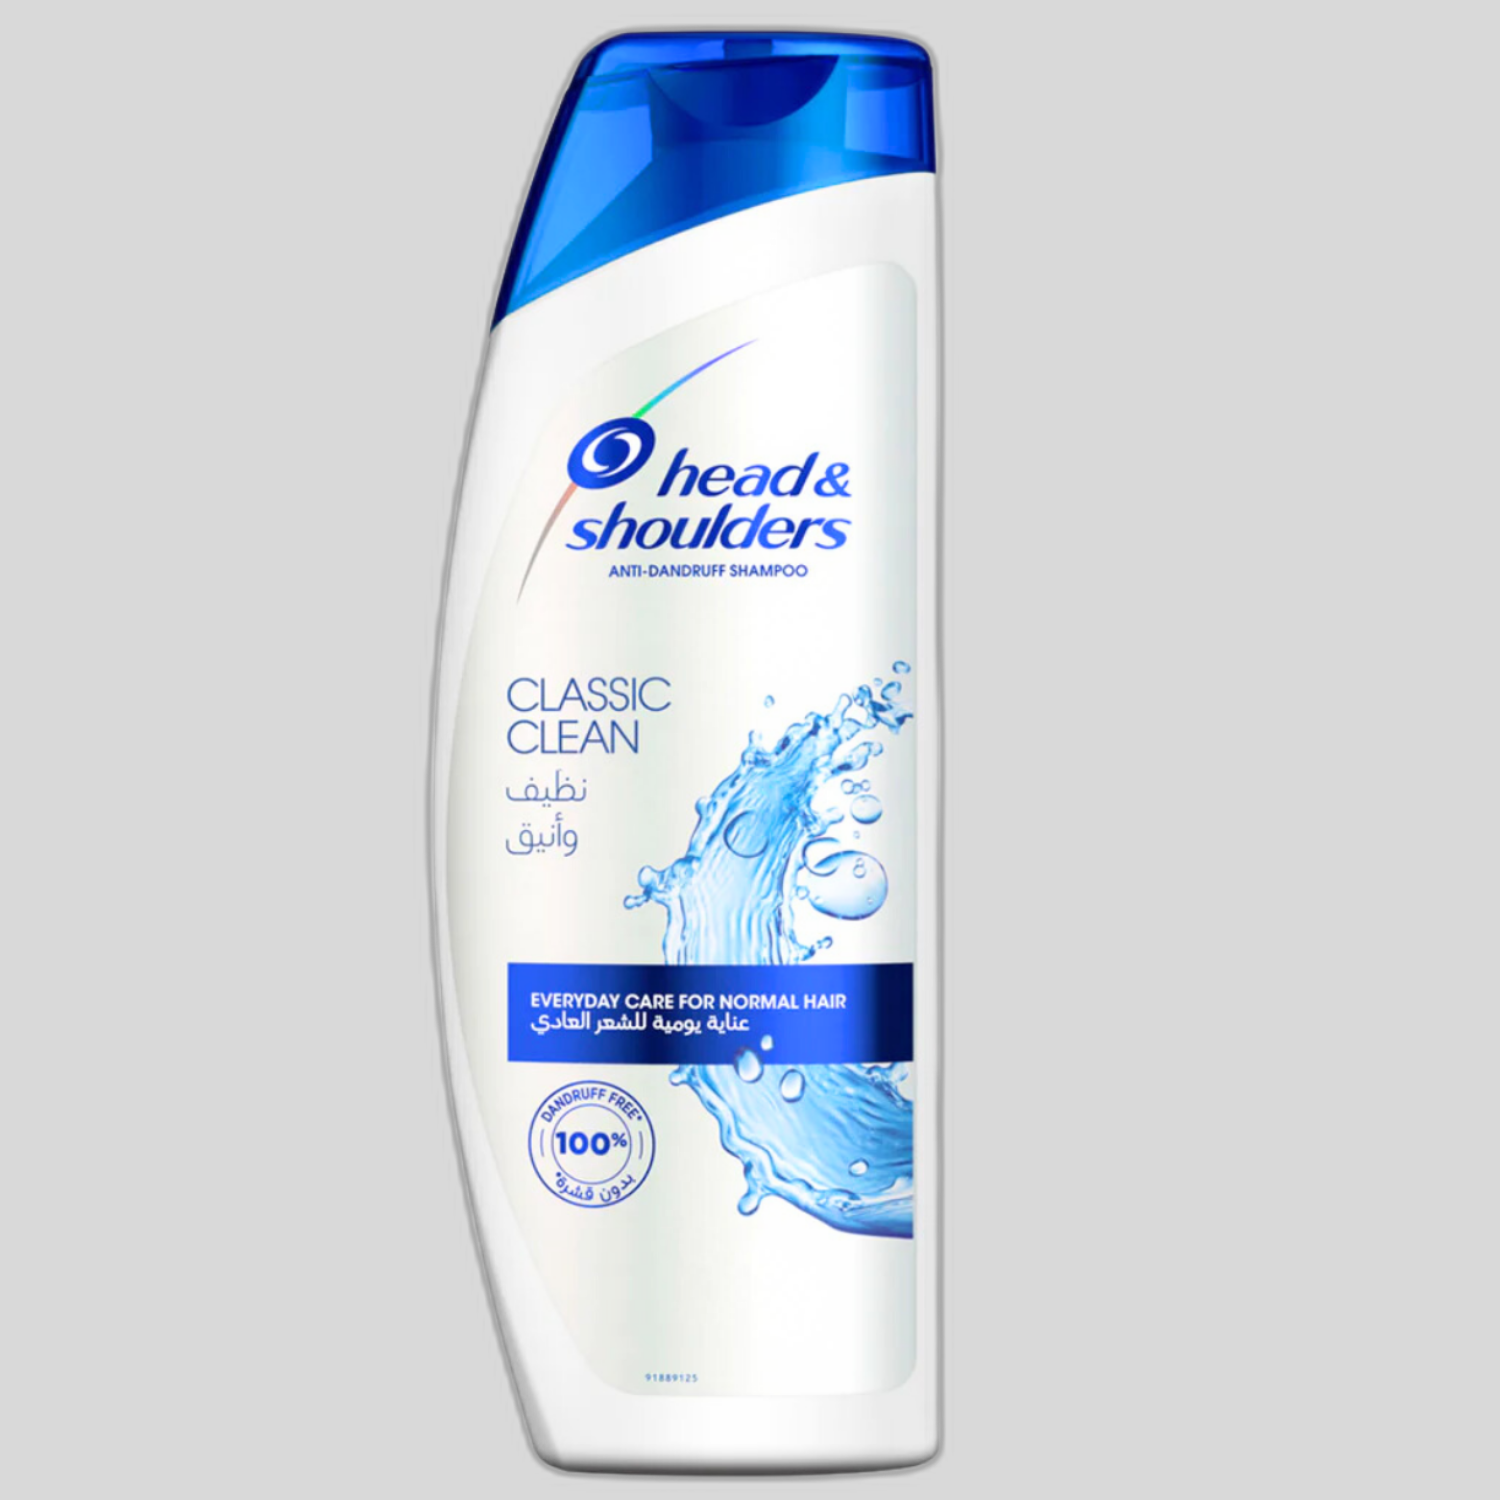 head &
shoulders
ANTI-DANDRUFF SHAMPOO
CLASSIC
CLEAN
نظيف
وأنيق
EVERYDAY CARE FOR NORMAL HAIR
عناية يومية للشعر العادي
DANDRUFF FREE*
100%
بدون قشرة*
91889125